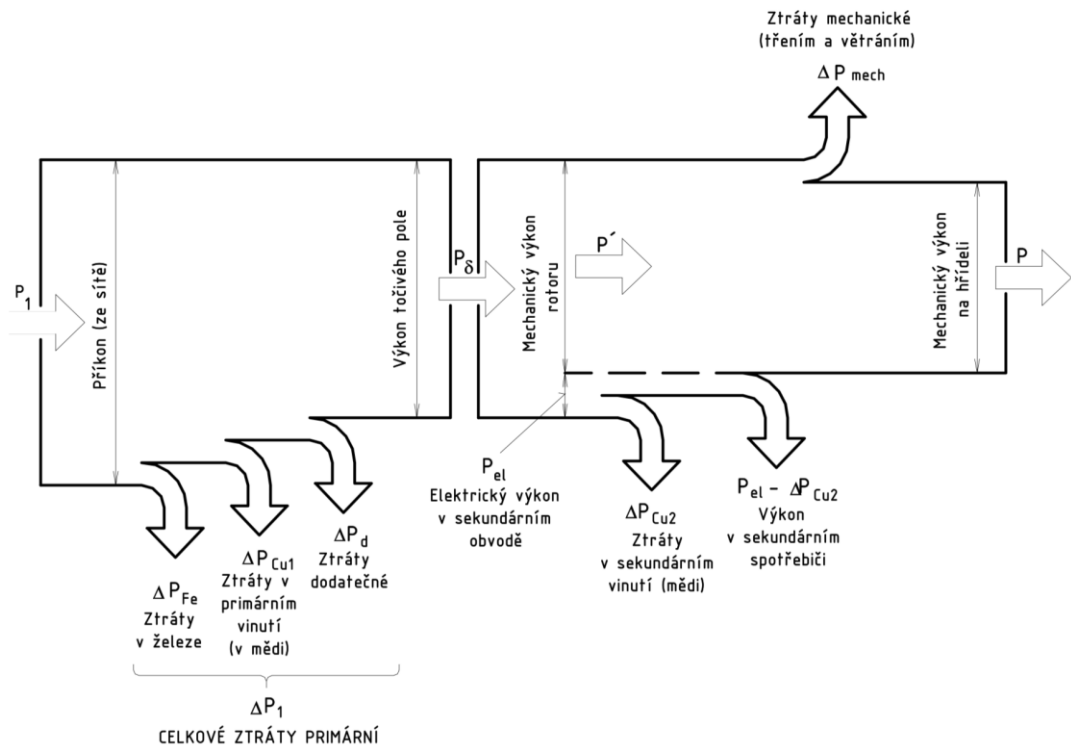 Ztráty mechanické
(třením a větráním)
ΔP mech
P1
Příkon (ze sítě)
Výkon točivého pole
Pδ
Mechanický výkon
rotoru
P´
Mechanický výkon
na hřídeli
P
ΔPFe
Ztráty
v železe
ΔPCu1
Ztráty v
primárním
vinutí
(v mědi)
ΔPd
Ztráty
dodatečné
Pel
Elektrický výkon
v sekundárním
obvodě
ΔPCu2
Ztráty
v sekundárním
vinutí (mědi)
Pel - ΔPCu2
Výkon
v sekundárním
spotřebiči
ΔP1
CELKOVÉ ZTRÁTY PRIMÁRNÍ